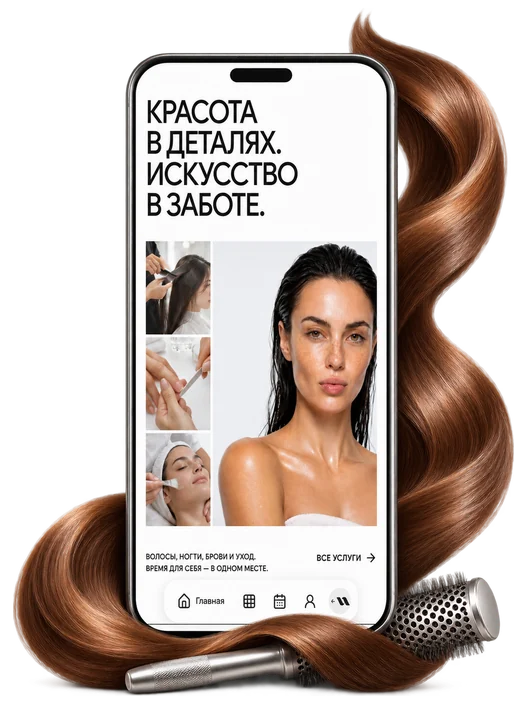 КРАСОТА
В ДЕТАЛЯХ.
ИСКУССТВО
В ЗАБОТЕ.
ВОЛОСЫ, НОГТИ, БРОВИ И УХОД.
ВРЕМЯ ДЛЯ СЕБЯ — В ОДНОМ МЕСТЕ.
ВСЕ УСЛУГИ →
Главная